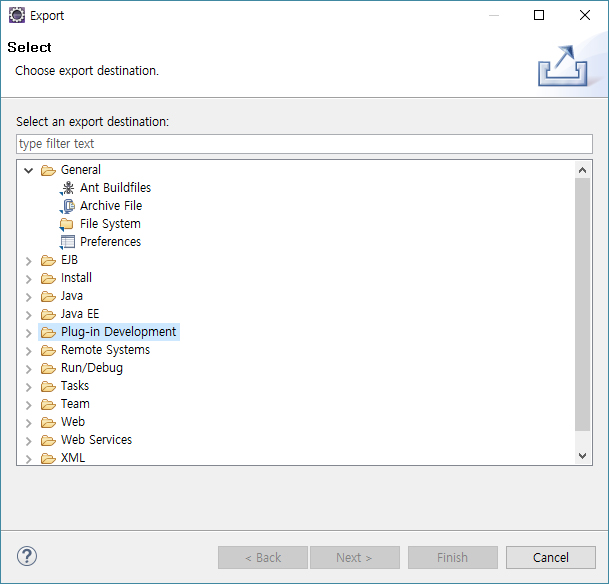 Export
Select
Choose export destination.
Select an export destination:
type filter text
General
Ant Buildfiles
Archive File
File System
Preferences
EJB
Install
Java
Java EE
Plug-in Development
Remote Systems
Run/Debug
Tasks
Team
Web
Web Services
XML
? < Back Next > Finish Cancel